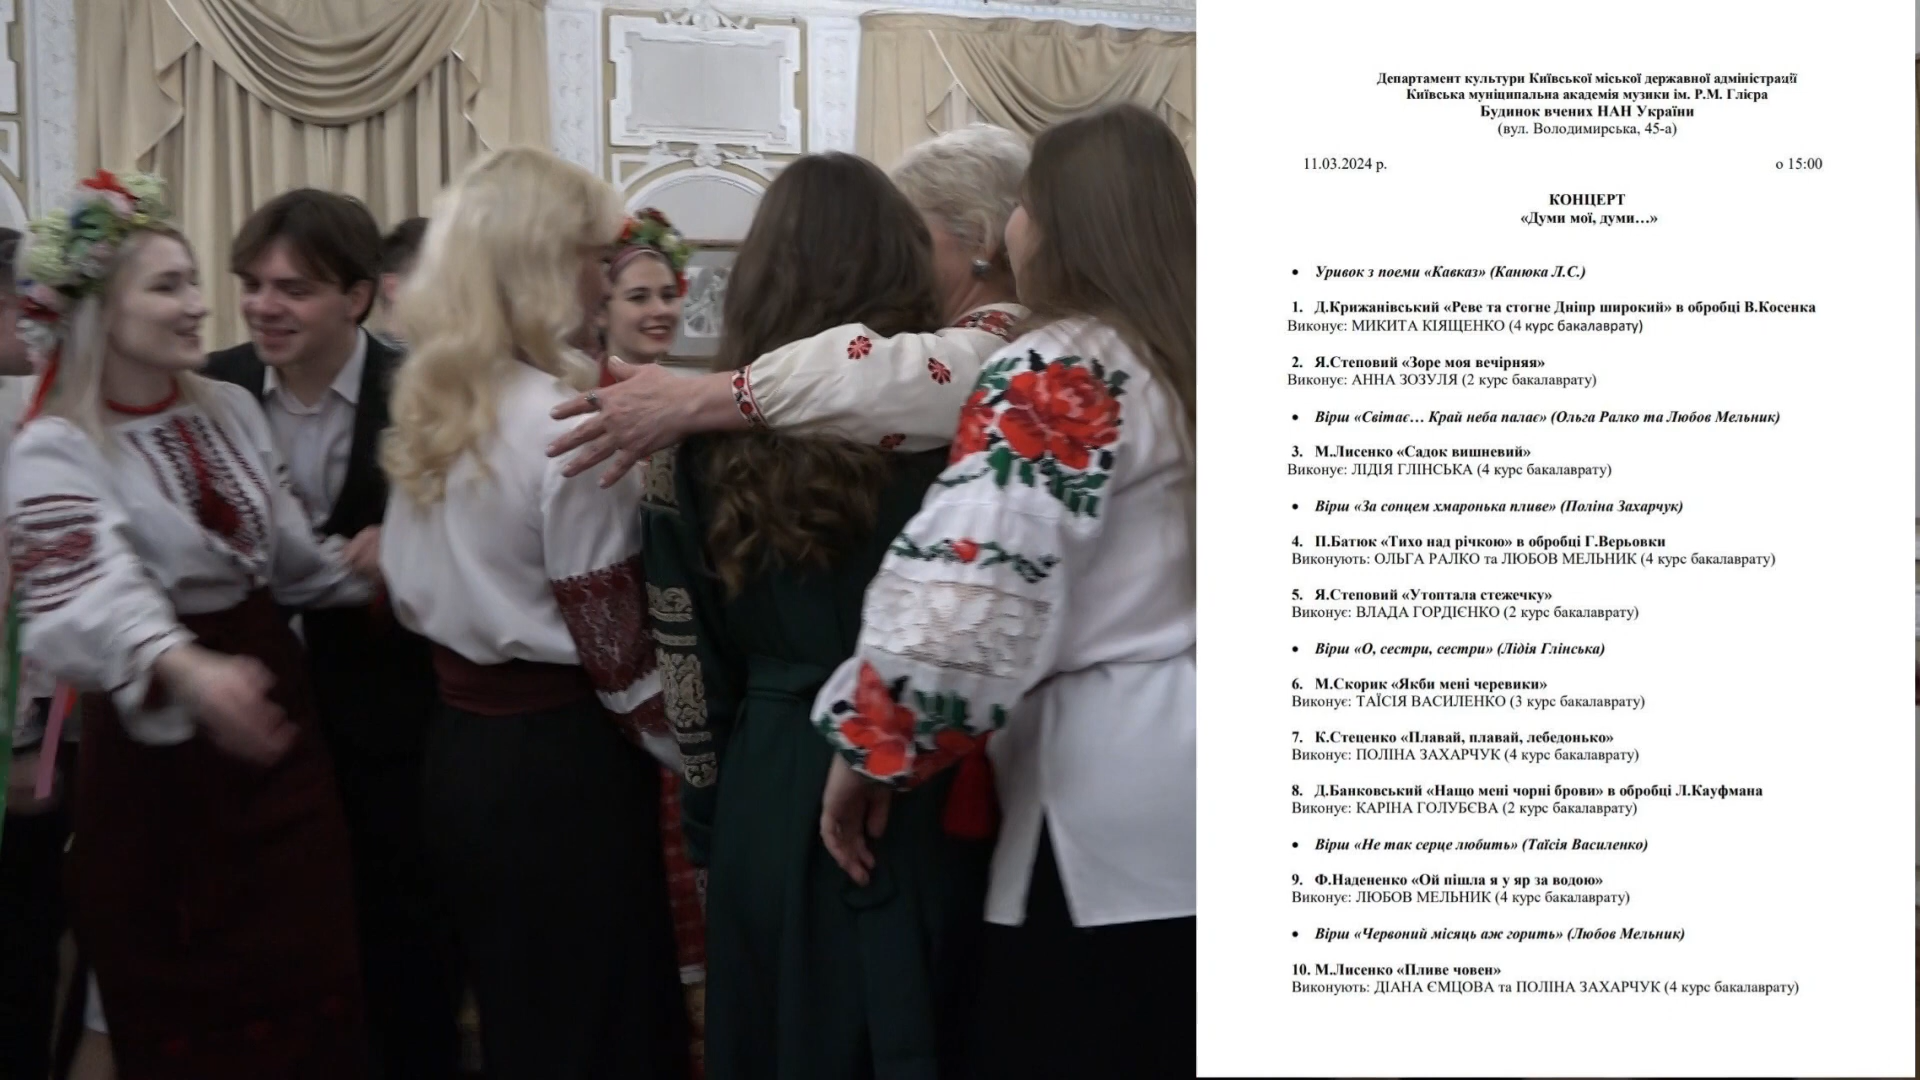 Департамент культури Київської міської державної адміністрації
Київська муніципальна академія музики ім. Р.М. Глієра
Будинок вчених НАН України
(вул. Володимирська, 45-а)
11.03.2024 р. о 15:00
КОНЦЕРТ
«Думи мої, думи…»
• Уривок з поеми «Кавказ» (Канюка Л.С.)
1. Д.Крижанівський «Реве та стогне Дніпр широкий» в обробці В.Косенка
Виконує: МИКИТА КІЯЩЕНКО (4 курс бакалаврату)
2. Я.Степовий «Зоре моя вечірняя»
Виконує: АННА ЗОЗУЛЯ (2 курс бакалаврату)
• Вірш «Світає… Край неба палає» (Ольга Ралко та Любов Мельник)
3. М.Лисенко «Садок вишневий»
Виконує: ЛІДІЯ ГЛІНСЬКА (4 курс бакалаврату)
• Вірш «За сонцем хмаронька пливе» (Поліна Захарчук)
4. П.Батюк «Тихо над річкою» в обробці Г.Верьовки
Виконують: ОЛЬГА РАЛКО та ЛЮБОВ МЕЛЬНИК (4 курс бакалаврату)
5. Я.Степовий «Утоптала стежечку»
Виконує: ВЛАДА ГОРДІЄНКО (2 курс бакалаврату)
• Вірш «О, сестри, сестри» (Лідія Глінська)
6. М.Скорик «Якби мені черевики»
Виконує: ТАЇСІЯ ВАСИЛЕНКО (3 курс бакалаврату)
7. К.Стеценко «Плавай, плавай, лебедонько»
Виконує: ПОЛІНА ЗАХАРЧУК (4 курс бакалаврату)
8. Д.Банковський «Нащо мені чорні брови» в обробці Л.Кауфмана
Виконує: КАРІНА ГОЛУБЄВА (2 курс бакалаврату)
• Вірш «Не так серце любить» (Таїсія Василенко)
9. Ф.Надененко «Ой пішла я у яр за водою»
Виконує: ЛЮБОВ МЕЛЬНИК (4 курс бакалаврату)
• Вірш «Червоний місяць аж горить» (Любов Мельник)
10. М.Лисенко «Пливе човен»
Виконують: ДІАНА ЄМЦОВА та ПОЛІНА ЗАХАРЧУК (4 курс бакалаврату)